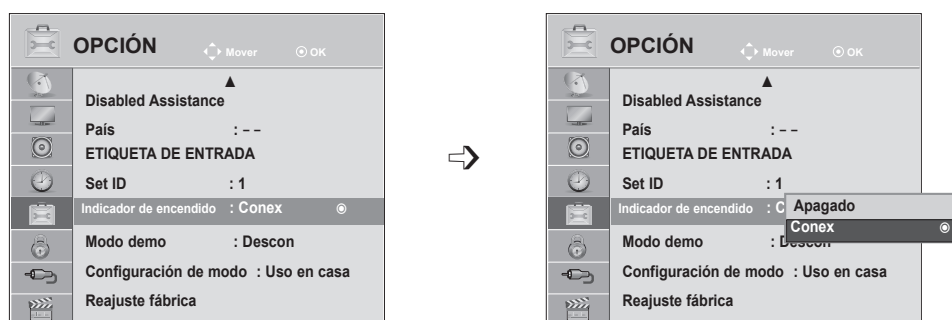 OPCIÓN Mover OK
▲
Disabled Assistance
País : – –
ETIQUETA DE ENTRADA
Set ID : 1
Indicador de encendido : Conex
Modo demo : Descon
Configuración de modo : Uso en casa
Reajuste fábrica
OPCIÓN Mover OK
▲
Disabled Assistance
País : – –
ETIQUETA DE ENTRADA
Set ID : 1
Indicador de encendido : C
Apagado
Conex
Modo demo : Descon
Configuración de modo : Uso en casa
Reajuste fábrica